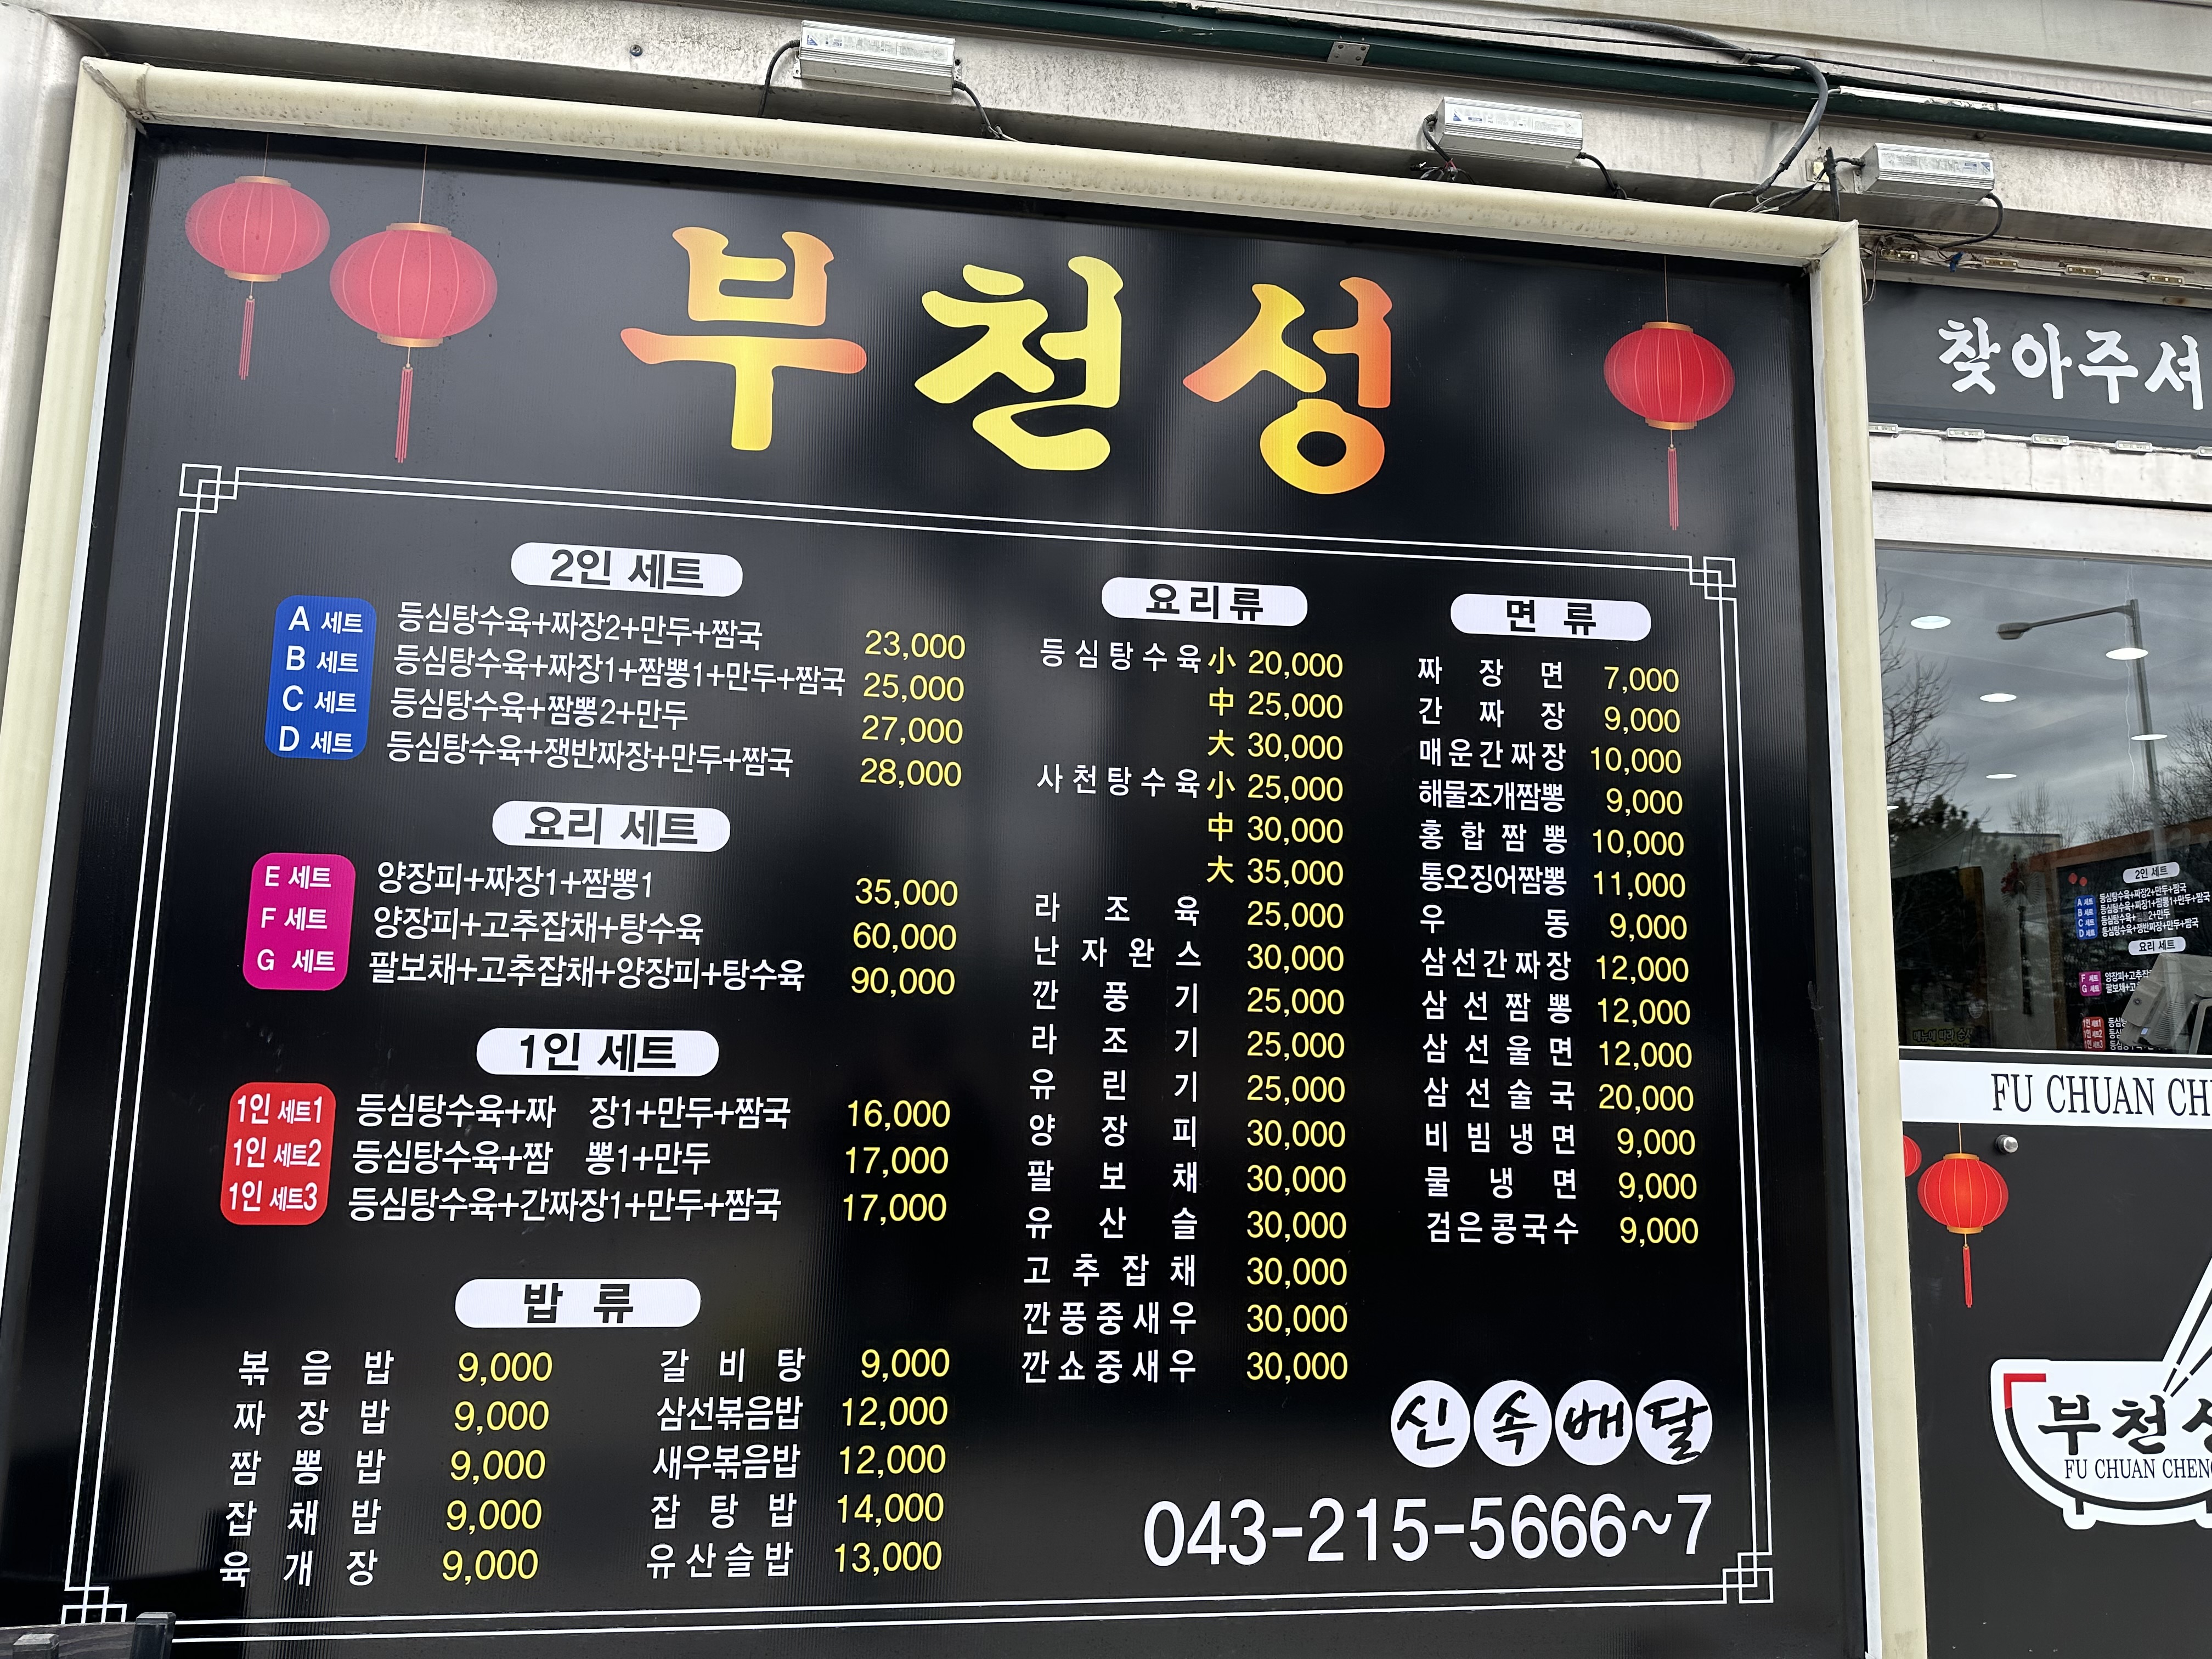 부천성
2인 세트
A 세트 등심탕수육+짜장2+만두+짬국 23,000
B 세트 등심탕수육+짜장1+짬뽕1+만두+짬국 25,000
C 세트 등심탕수육+짬뽕2+만두 27,000
D 세트 등심탕수육+쟁반짜장+만두+짬국 28,000
요리 세트
E 세트 양장피+짜장1+짬뽕1 35,000
F 세트 양장피+고추잡채+탕수육 60,000
G 세트 팔보채+고추잡채+양장피+탕수육 90,000
1인 세트
1인 세트1 등심탕수육+짜 장1+만두+짬국 16,000
1인 세트2 등심탕수육+짬 뽕1+만두 17,000
1인 세트3 등심탕수육+간짜장1+만두+짬국 17,000
밥 류
볶음밥 9,000
짜장밥 9,000
짬뽕밥 9,000
잡채밥 9,000
육개장 9,000
갈비탕 9,000
삼선볶음밥 12,000
새우볶음밥 12,000
잡탕밥 14,000
유산슬밥 13,000
요리류
등심탕수육 小 20,000
中 25,000
大 30,000
사천탕수육 小 25,000
中 30,000
大 35,000
라조육 25,000
난자완스 30,000
깐풍기 25,000
라조기 25,000
유린기 25,000
양장피 30,000
팔보채 30,000
유산슬 30,000
고추잡채 30,000
깐풍중새우 30,000
깐쇼중새우 30,000
면 류
짜장면 7,000
간짜장 9,000
매운간짜장 10,000
해물조개짬뽕 9,000
홍합짬뽕 10,000
통오징어짬뽕 11,000
우동 9,000
삼선간짜장 12,000
삼선짬뽕 12,000
삼선울면 12,000
삼선술국 20,000
비빔냉면 9,000
물냉면 9,000
검은콩국수 9,000
신속배달
043-215-5666~7
찾아주셔
2인 세트
요리 세트
FU CHUAN CH
부천성
FU CHUAN CHENG